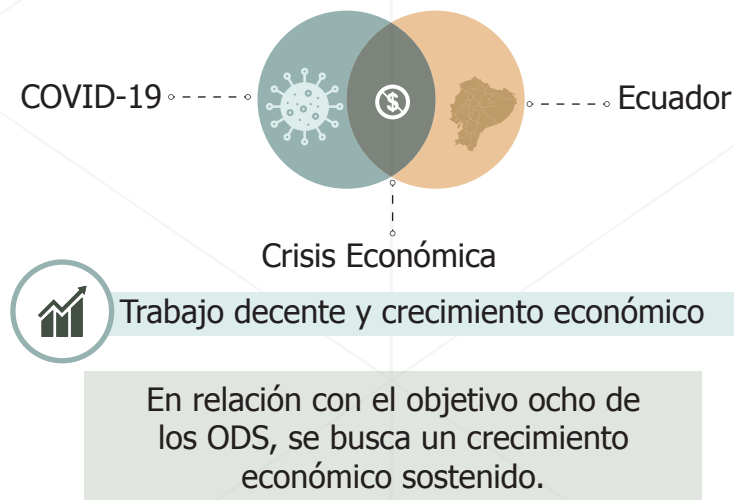 COVID-19
Ecuador
$
Crisis Económica
Trabajo decente y crecimiento económico
En relación con el objetivo ocho de
los ODS, se busca un crecimiento
económico sostenido.